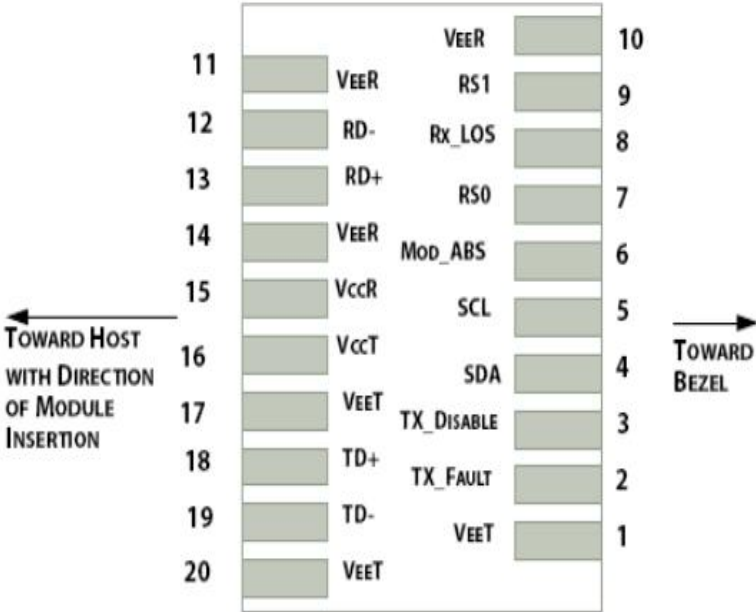 VEER 10
11 VEER
RS1 9
12 RD-
Rx_LOS 8
13 RD+
RS0 7
14 VEER
MOD_ABS 6
15 VCCR
SCL 5
TOWARD HOST
WITH DIRECTION
OF MODULE
INSERTION
16 VCCT
TOWARD
BEZEL
SDA 4
17 VEET
TX_DISABLE 3
18 TD+
TX_FAULT 2
19 TD-
VEET 1
20 VEET